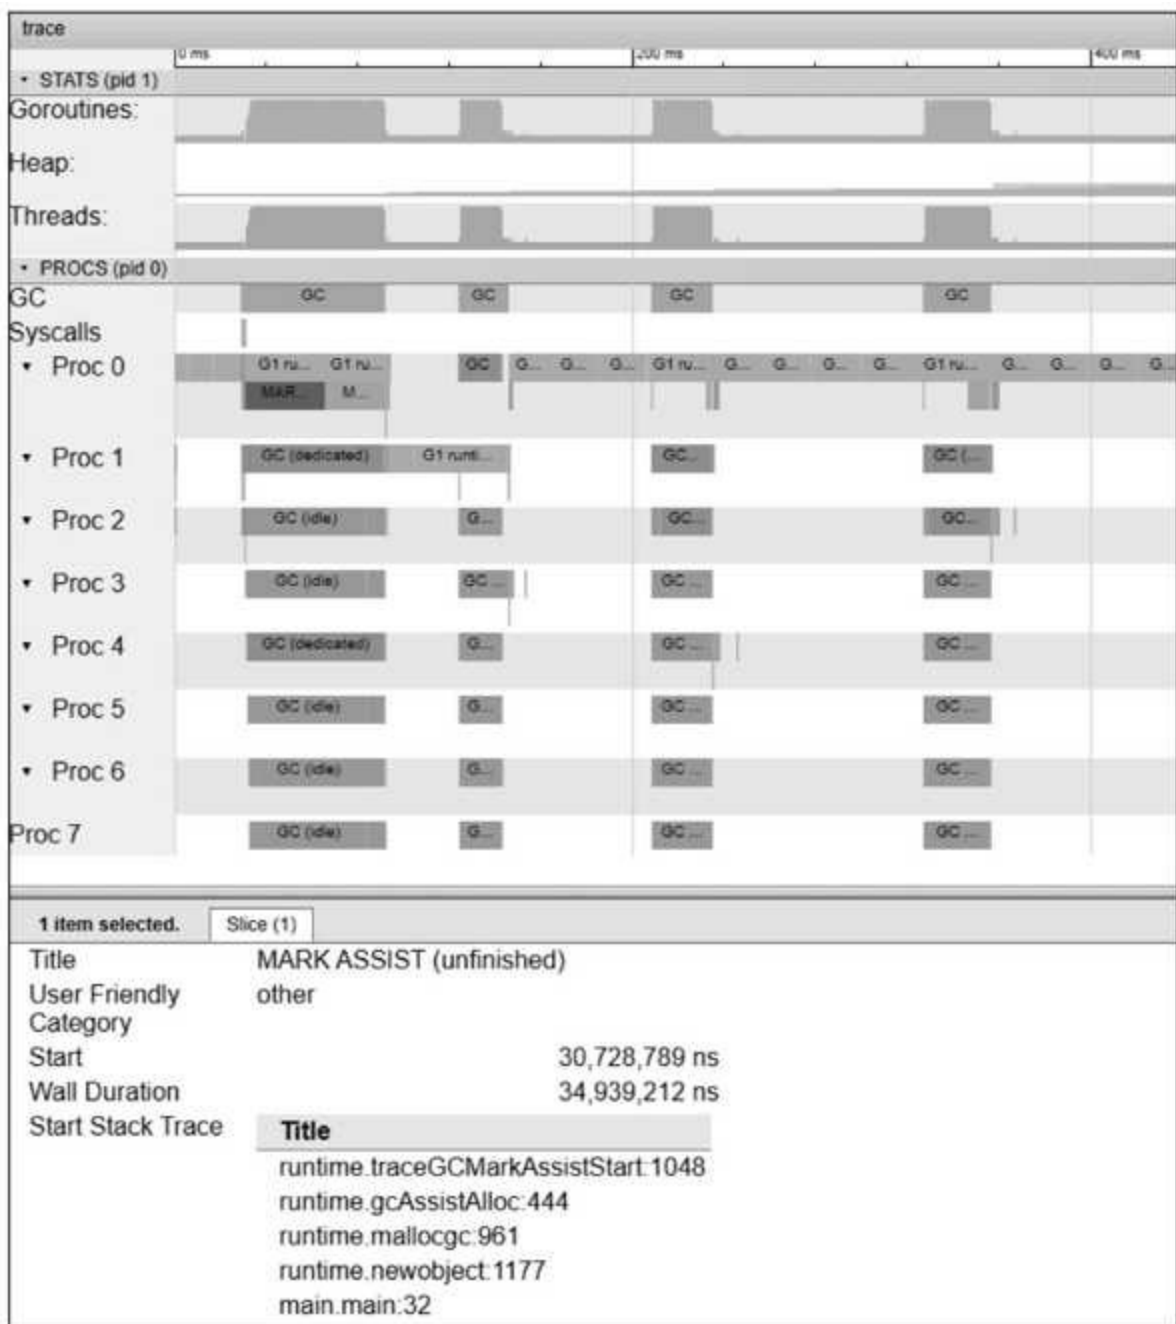 trace
0 ms 200 ms 400 ms
STATS (pid 1)
Goroutines:
Heap:
Threads:
PROCS (pid 0)
GC GC GC GC GC
Syscalls
Proc 0 G1 ru... G1 ru... GC G... G... G... G1 ru... G... G... G... G... G1 ru... G... G... G... G...
MAR... M...
Proc 1 GC (dedicated) G1 runti... GC... GC (...
Proc 2 GC (idle) G... GC... GC...
Proc 3 GC (idle) GC ... GC ... GC ...
Proc 4 GC (dedicated) G... GC ... GC ...
Proc 5 GC (idle) G... GC ... GC ...
Proc 6 GC (idle) G... GC ... GC ...
Proc 7 GC (idle) G... GC ... GC ...
1 item selected. Slice (1)
Title MARK ASSIST (unfinished)
User Friendly other
Category
Start 30,728,789 ns
Wall Duration 34,939,212 ns
Start Stack Trace Title
runtime.traceGCMarkAssistStart:1048
runtime.gcAssistAlloc:444
runtime.mallocgc:961
runtime.newobject:1177
main.main:32